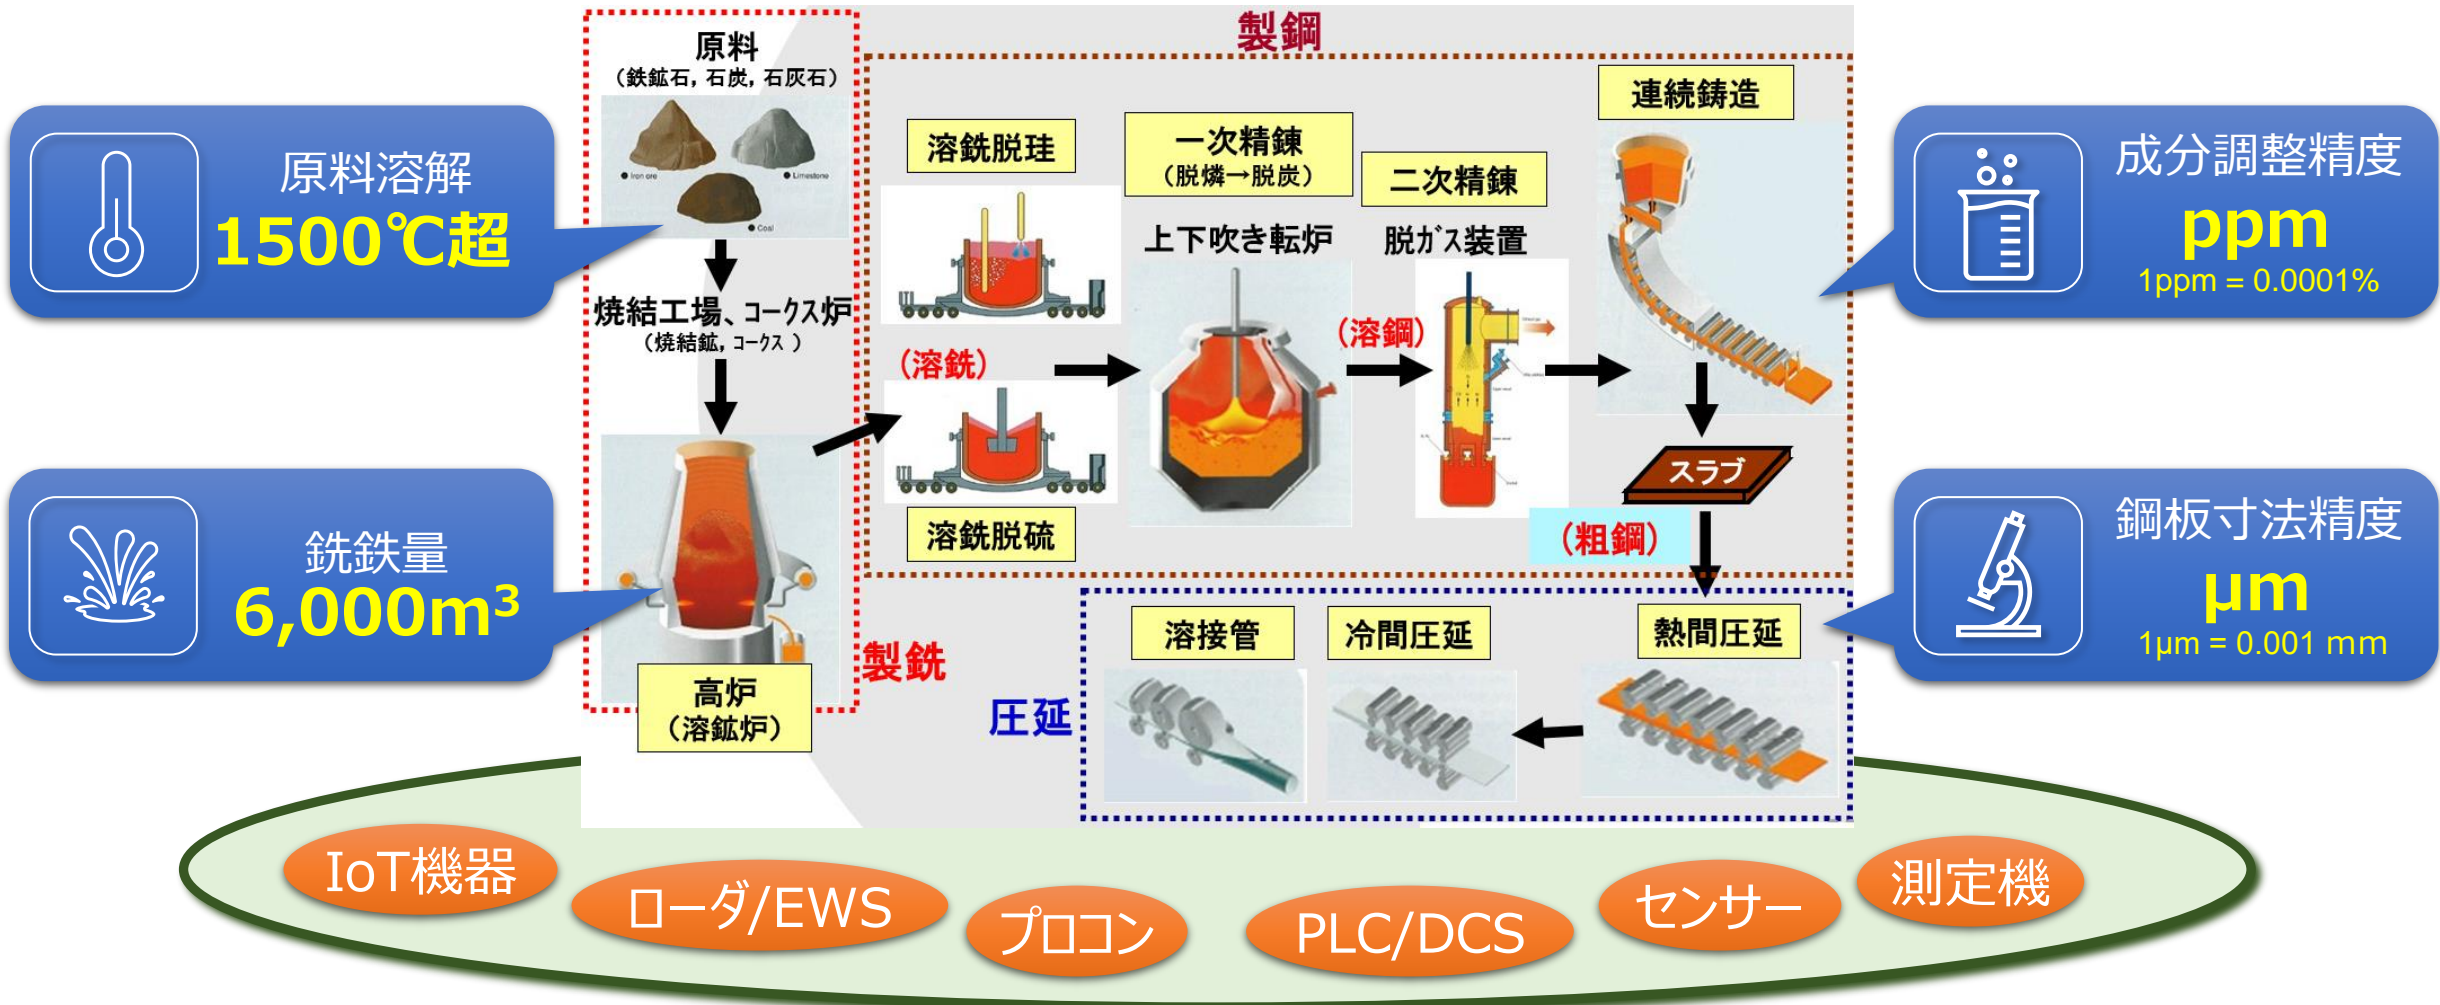 製鋼
原料
（鉄鉱石，石炭，石灰石）
Iron ore
Limestone
Coal
焼結工場、コークス炉
（焼結鉱，コークス ）
高炉
（溶鉱炉）
製銑
溶銑脱珪
（溶銑）
溶銑脱硫
一次精錬
（脱燐→脱炭）
上下吹き転炉
（溶鋼）
二次精錬
脱ガス装置
連続鋳造
スラブ
（粗鋼）
圧延
溶接管
冷間圧延
熱間圧延
原料溶解
1500℃超
銑鉄量
6,000m³
成分調整精度
ppm
1ppm = 0.0001%
鋼板寸法精度
μm
1μm = 0.001 mm
IoT機器
ローダ/EWS
プロコン
PLC/DCS
センサー
測定機